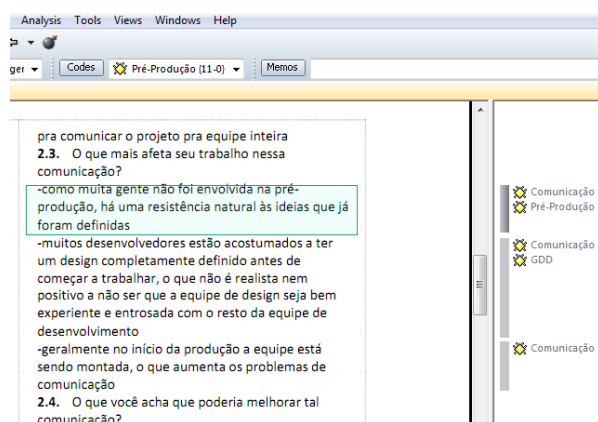 Analysis Tools Views Windows Help
ger Codes Pré-Produção {11-0} Memos
pra comunicar o projeto pra equipe inteira
2.3. O que mais afeta seu trabalho nessa
comunicação?
-como muita gente não foi envolvida na pré-
produção, há uma resistência natural às ideias que já
foram definidas
-muitos desenvolvedores estão acostumados a ter
um design completamente definido antes de
começar a trabalhar, o que não é realista nem
positivo a não ser que a equipe de design seja bem
experiente e entrosada com o resto da equipe de
desenvolvimento
-geralmente no início da produção a equipe está
sendo montada, o que aumenta os problemas de
comunicação
2.4. O que você acha que poderia melhorar tal
comunicação?
Comunicação
Pré-Produção
Comunicação
GDD
Comunicação